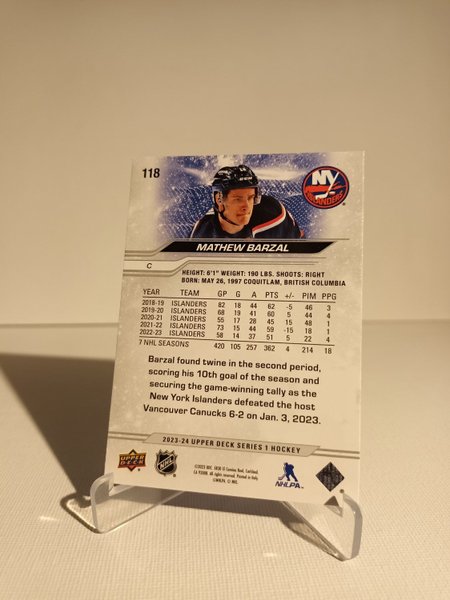 118
NY
ISLANDERS
MATHEW BARZAL
C
HEIGHT: 6'1" WEIGHT: 190 LBS. SHOOTS: RIGHT
BORN: MAY 26, 1997 COQUITLAM, BRITISH COLUMBIA
YEAR TEAM GP G A PTS +/- PIM PPG
2018-19 ISLANDERS 82 18 44 62 -5 46 3
2019-20 ISLANDERS 68 19 41 60 5 44 4
2020-21 ISLANDERS 55 17 28 45 15 48 1
2021-22 ISLANDERS 73 15 44 59 -15 18 1
2022-23 ISLANDERS 58 14 37 51 5 22 4
7 NHL SEASONS 420 105 257 362 4 214 18
Barzal found twine in the second period,
scoring his 10th goal of the season and
securing the game-winning tally as the
New York Islanders defeated the host
Vancouver Canucks 6-2 on Jan. 3, 2023.
2023-24 UPPER DECK SERIES 1 HOCKEY
UPPER
DECK
NHL
NHLPA